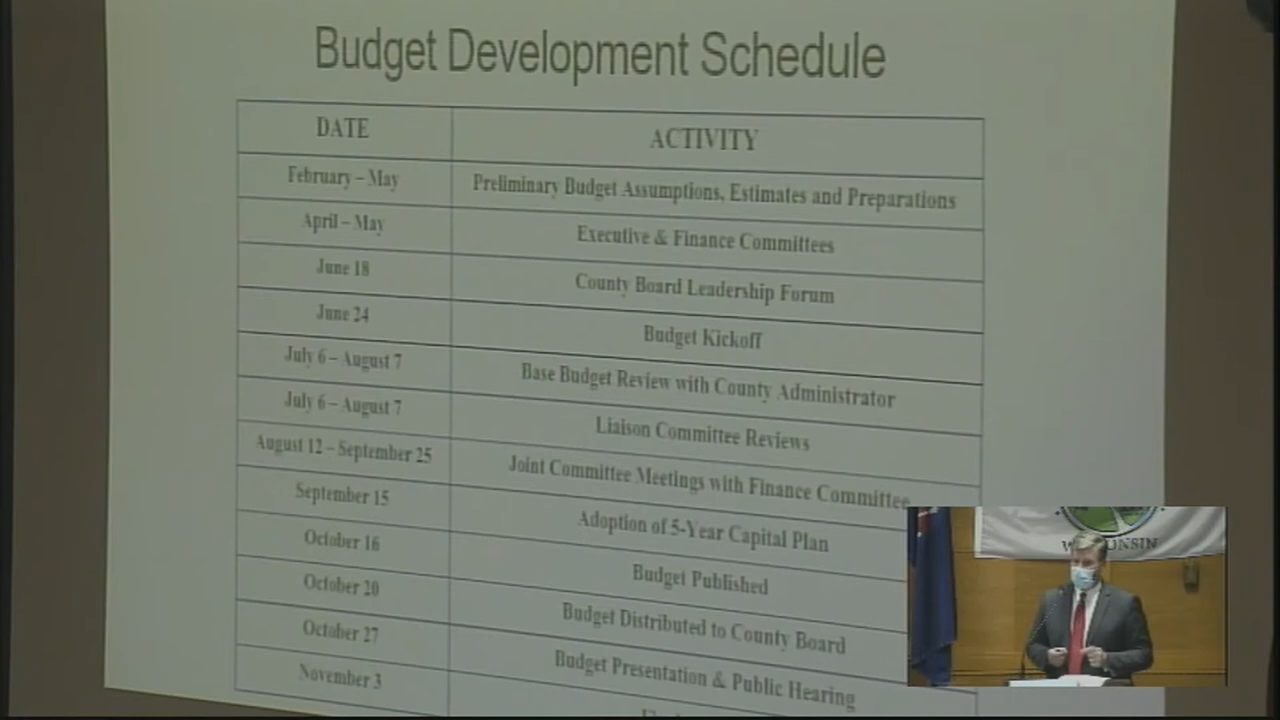 Budget Development Schedule
DATE ACTIVITY
February – May Preliminary Budget Assumptions, Estimates and Preparations
April – May Executive & Finance Committees
June 18 County Board Leadership Forum
June 24 Budget Kickoff
July 6 – August 7 Base Budget Review with County Administrator
July 6 – August 7 Liaison Committee Reviews
August 12 – September 25 Joint Committee Meetings with Finance Committee
September 15 Adoption of 5-Year Capital Plan
October 16 Budget Published
October 20 Budget Distributed to County Board
October 27 Budget Presentation & Public Hearing
November 3